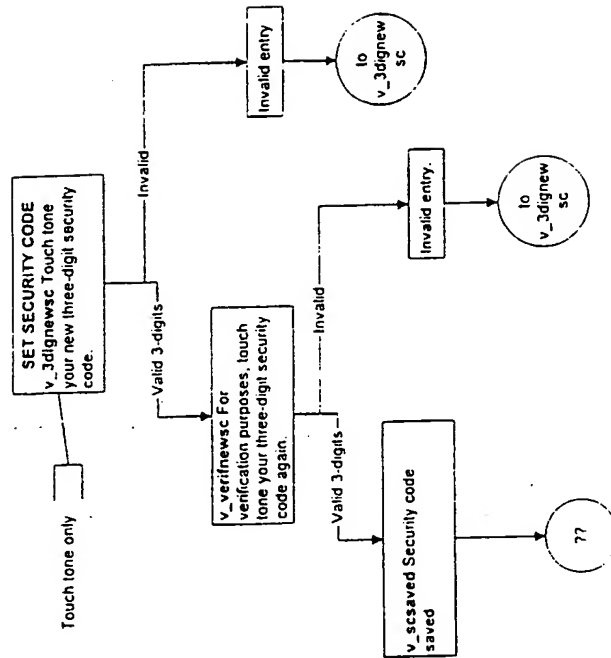 Touch tone only
SET SECURITY CODE
v_3dignewsc Touch tone
your new three-digit security
code.
Invalid
Valid 3-digits
Invalid entry
to
v_3dignew
sc
v_verifnewsc For
verification purposes, touch
tone your three-digit security
code again.
Invalid
Valid 3-digits
Invalid entry.
to
v_3dignew
sc
v_scsaved Security code
saved
??